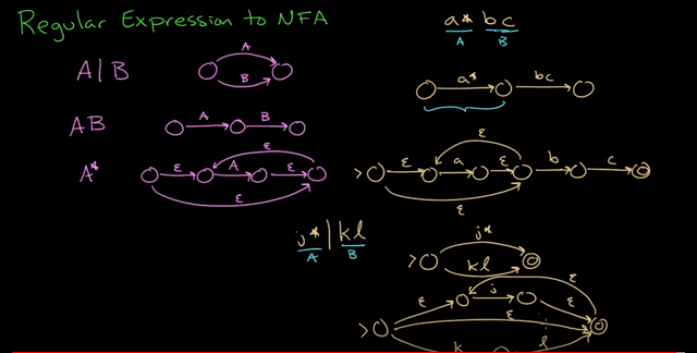 Regular Expression to NFA
a* bc
A B
A|B
A
B
a* bc
AB
A B
ε
ε
A*
ε A ε
ε
ε a ε b c
ε
j*|kl
A B
j*
kl
ε
ε j ε
ε
k l